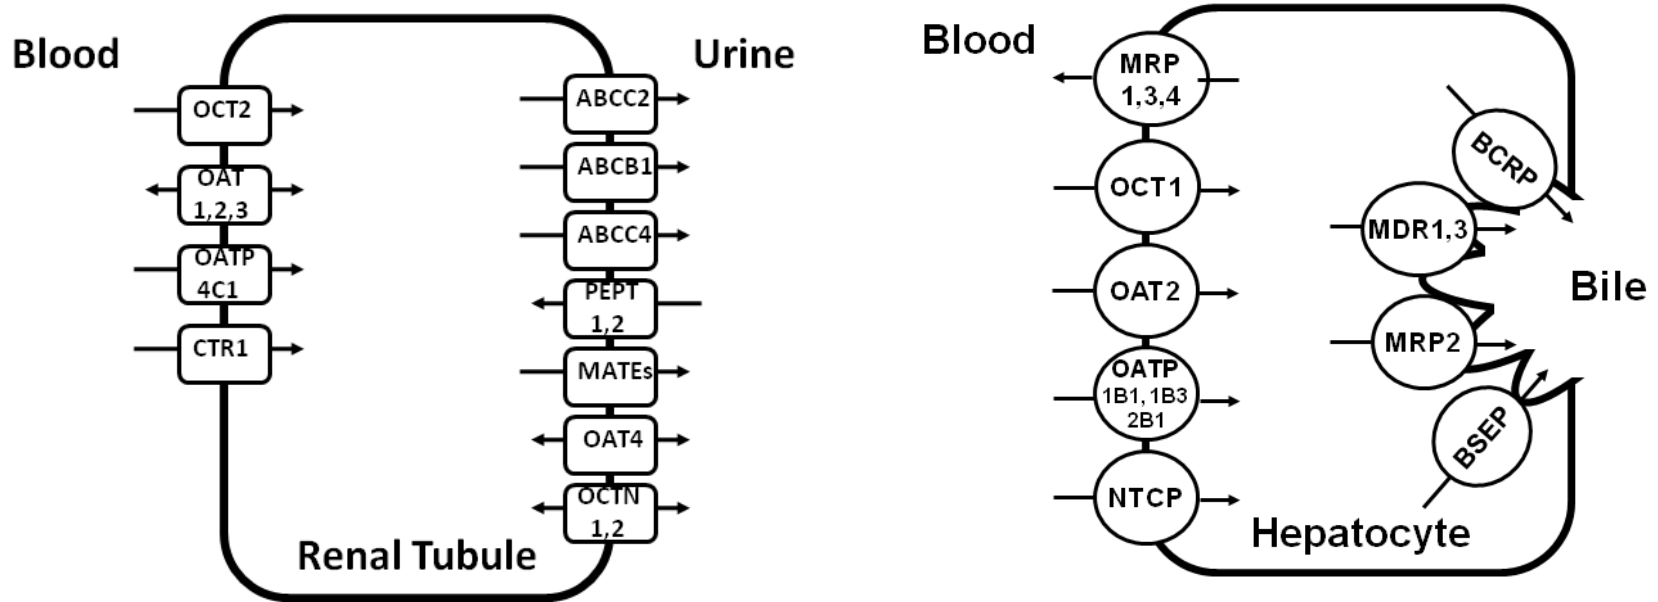 Blood
Urine
OCT2
OAT
1,2,3
OATP
4C1
CTR1
ABCC2
ABCB1
ABCC4
PEPT
1,2
MATEs
OAT4
OCTN
1,2
Renal Tubule
Blood
MRP
1,3,4
OCT1
OAT2
OATP
1B1, 1B3
2B1
NTCP
BCRP
MDR1,3
MRP2
BSEP
Bile
Hepatocyte